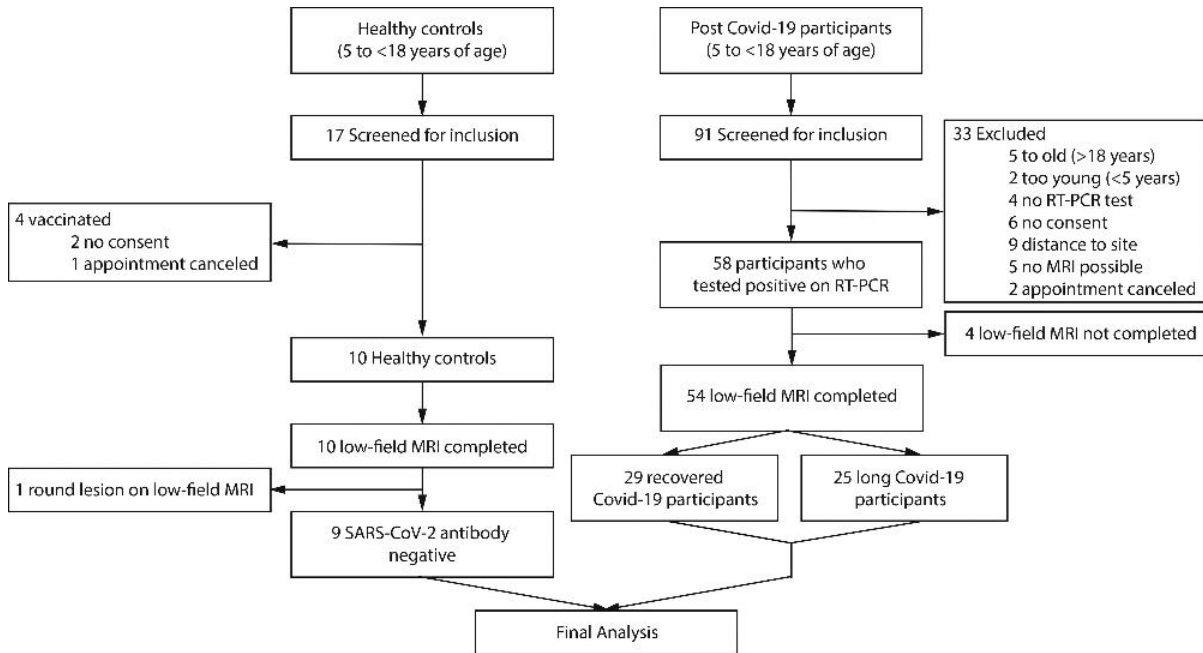 Healthy controls
(5 to <18 years of age)
Post Covid-19 participants
(5 to <18 years of age)
17 Screened for inclusion
91 Screened for inclusion
33 Excluded
5 to old (>18 years)
2 too young (<5 years)
4 no RT-PCR test
6 no consent
9 distance to site
5 no MRI possible
2 appointment canceled
4 vaccinated
2 no consent
1 appointment canceled
58 participants who
tested positive on RT-PCR
4 low-field MRI not completed
10 Healthy controls
54 low-field MRI completed
10 low-field MRI completed
29 recovered
Covid-19 participants
25 long Covid-19
participants
1 round lesion on low-field MRI
9 SARS-CoV-2 antibody
negative
Final Analysis